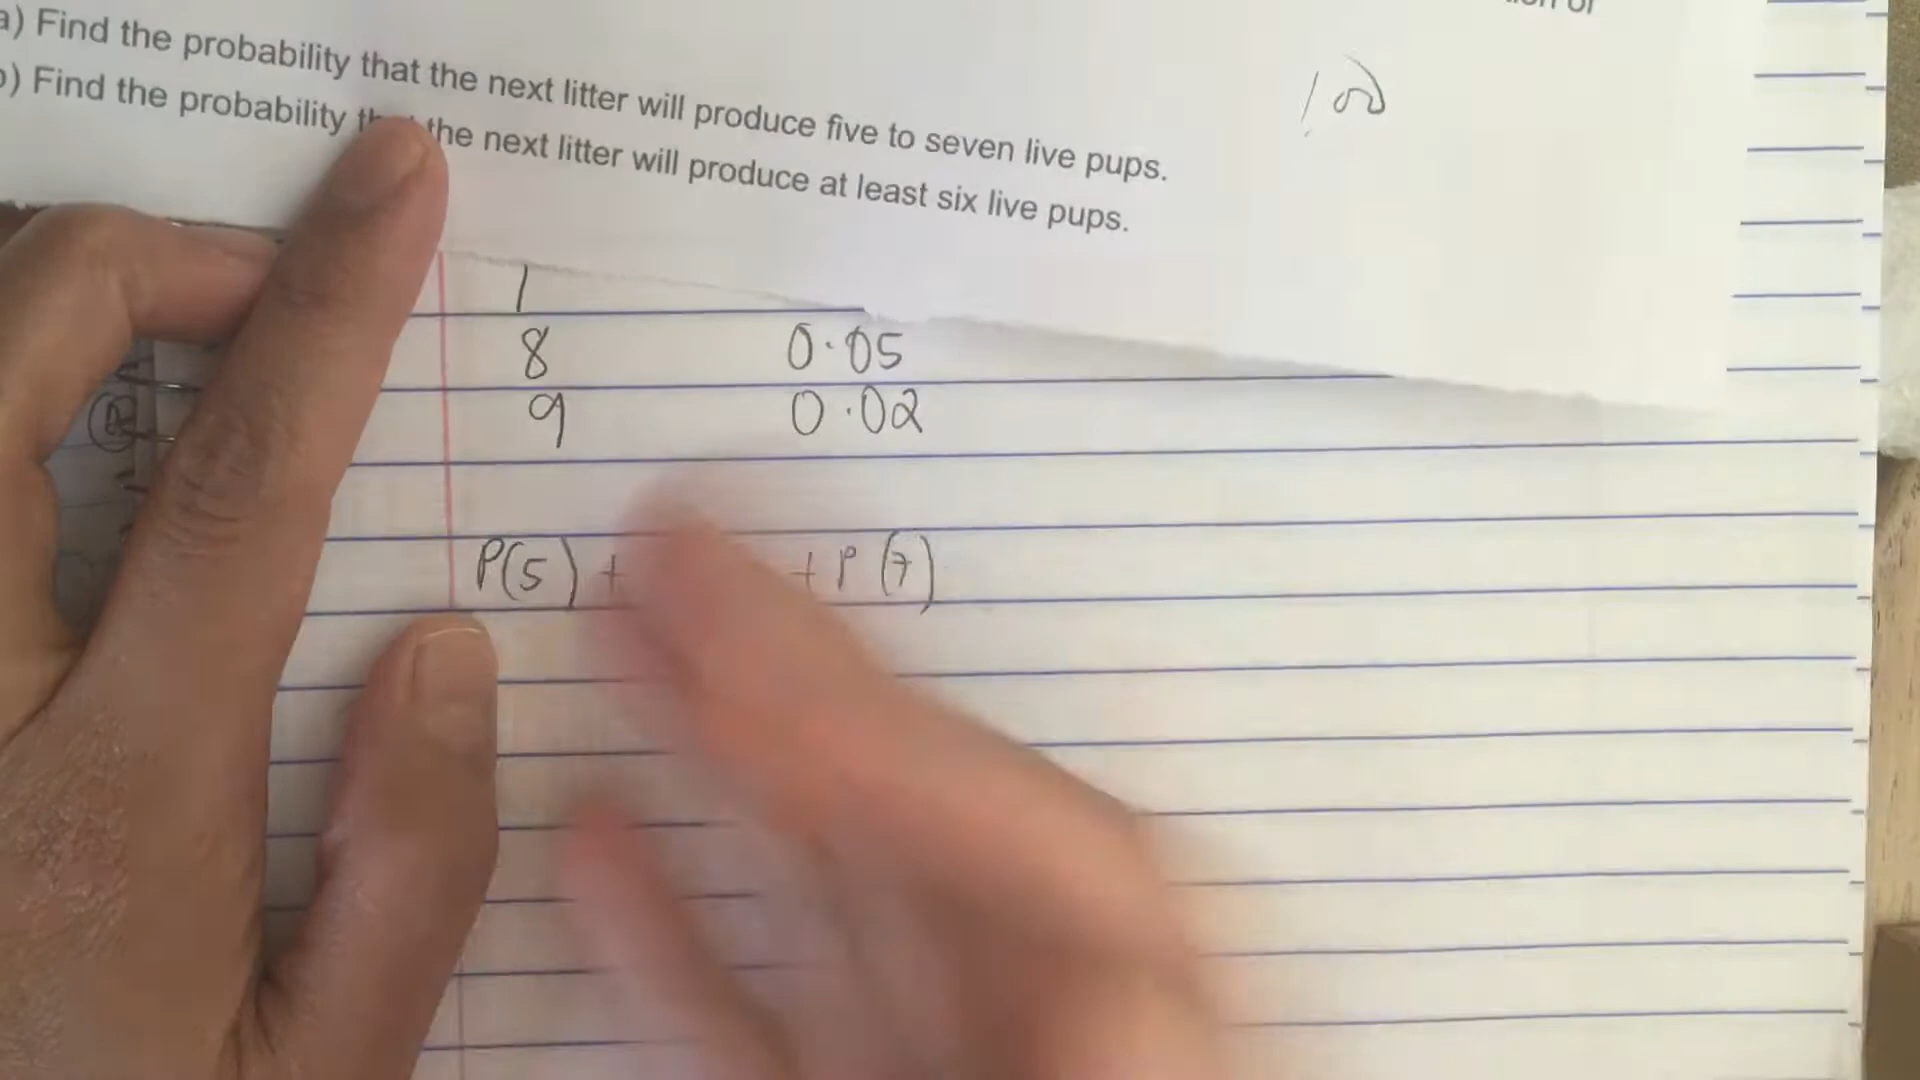 a) Find the probability that the next litter will produce five to seven live pups.
b) Find the probability that the next litter will produce at least six live pups.
8 0.05
9 0.02
P(5) + + P (7)